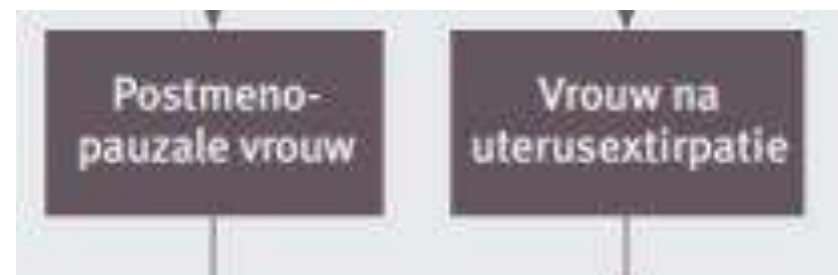 Postmeno-
pauzale vrouw
Vrouw na
uterusextirpatie